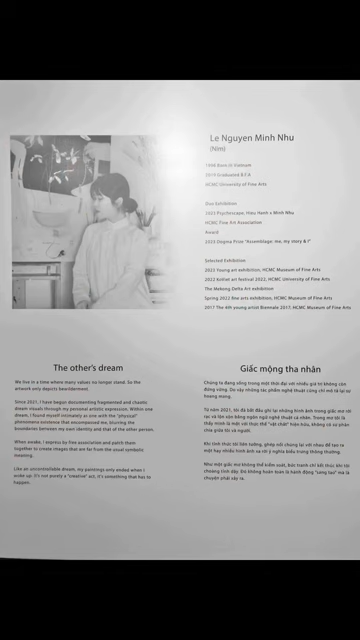 Le Nguyen Minh Nhu
(Nim)
Born in Vietnam
2019 Graduated B.F.A
HCMC University of Fine Arts
Duo Exhibition
2023 Psychescape, Hieu Hanh x Minh Nhu
HCMC Fine Art Association
Award
2023 Dogma Prize "Assemblage: me, my story & I"
Selected Exhibition
2023 Young art exhibition, HCMC Museum of Fine Arts
2022 art festival 2022, HCMC University of Fine Arts
The Mekong Delta Art exhibition
Spring 2022 fine arts exhibition, HCMC Museum of Fine Arts
2017 The 4th young artist Biennale 2017, HCMC Museum of Fine Arts
The other's dream
We live in a time where many values no longer stand. So the
artwork only depicts bewilderment.
Since 2021, I have begun documenting fragmented and chaotic
dream visuals through my personal artistic expression. Within one
dream, I found myself intimately as one with the "physical"
phenomena existence that encompassed me, blurring the
boundaries between my own identity and that of the other person.
When awake, I express by free association and patch them
together to create images that are far from the usual symbolic
meaning.
Like an uncontrollable dream, my paintings only ended when I
woke up. It's not purely a "creative" act, it's something that has to
happen.
Giấc mộng tha nhân
Chúng ta đang sống trong một thời đại với nhiều giá trị không còn
đứng vững. Do vậy những tác phẩm nghệ thuật cũng chỉ mô tả lại sự
hoang mang.
Từ năm 2021, tôi đã bắt đầu ghi lại những hình ảnh mộng giấc mơ rời
rạc và lộn xộn bằng ngôn ngữ nghệ thuật cá nhân. Trong mơ tôi là
thấy mình là một với thực thể "vật chất" hiện hữu, không có sự phân
chia giữa tôi và người.
Khi tỉnh thức tôi liên tưởng, ghép nối chúng lại với nhau để tạo ra
một hay nhiều hình ảnh xa rời ý nghĩa biểu trưng thông thường.
Như một giấc mơ không thể kiểm soát, bức tranh chỉ kết thúc khi tôi
choàng tỉnh dậy. Đó không hoàn toàn là hành động "sáng tạo" mà là
chuyện phải xảy ra.